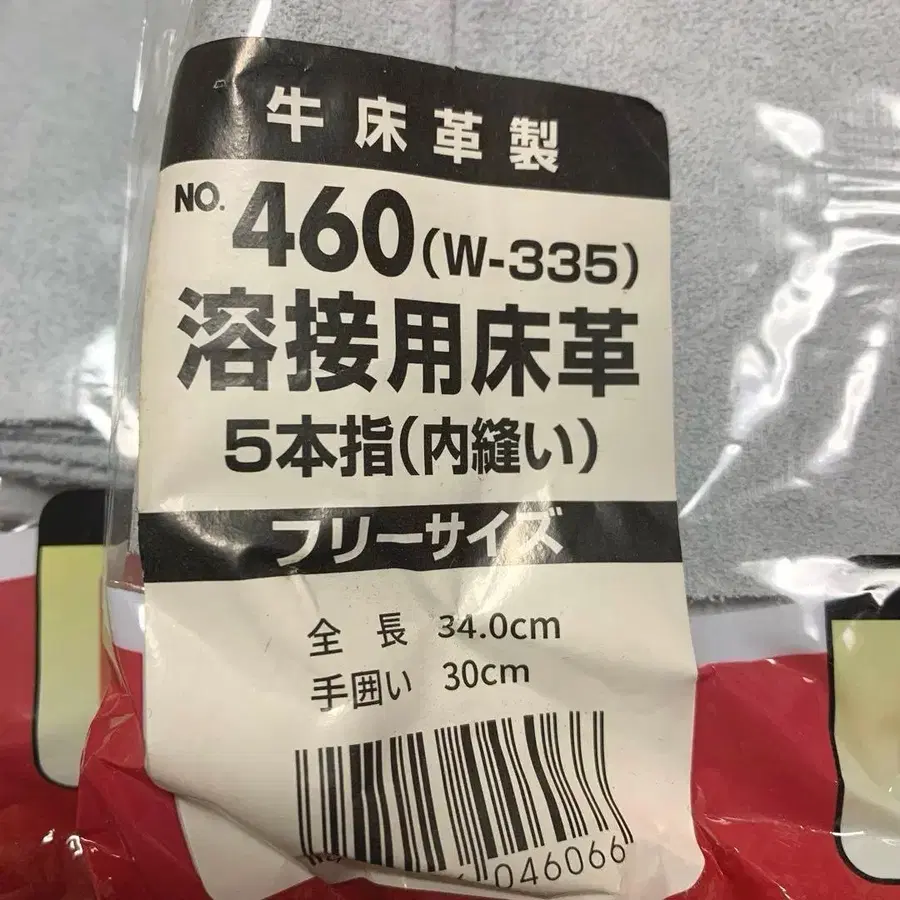 牛床革製
NO. 460(W-335)
溶接用床革
5本指(内縫い)
フリーサイズ
全長 34.0cm
手囲い 30cm
046066